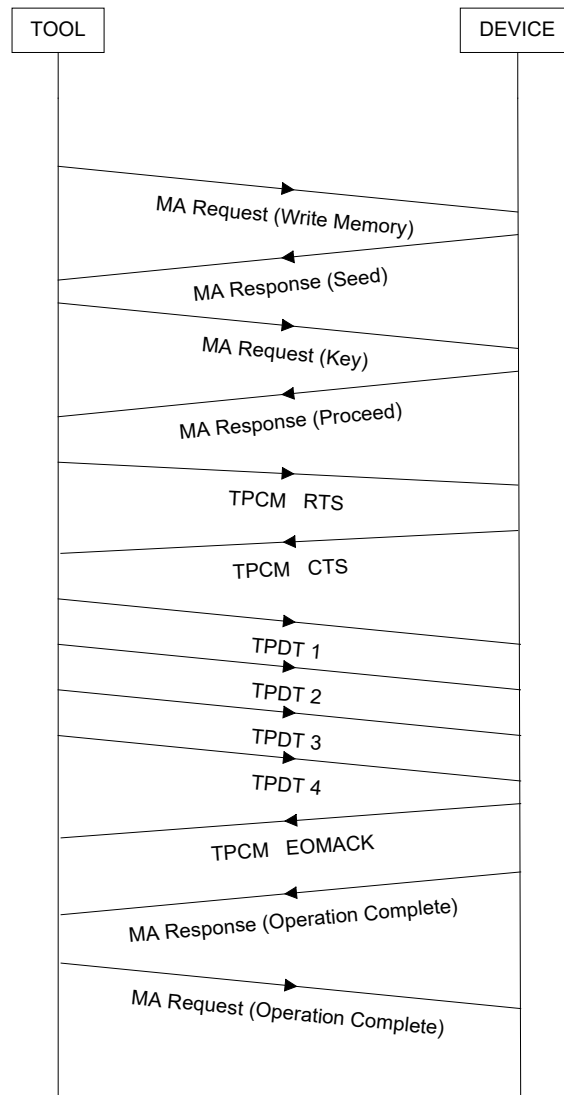 TOOL
DEVICE
MA Request (Write Memory)
MA Response (Seed)
MA Request (Key)
MA Response (Proceed)
TPCM RTS
TPCM CTS
TPDT 1
TPDT 2
TPDT 3
TPDT 4
TPCM EOMACK
MA Response (Operation Complete)
MA Request (Operation Complete)